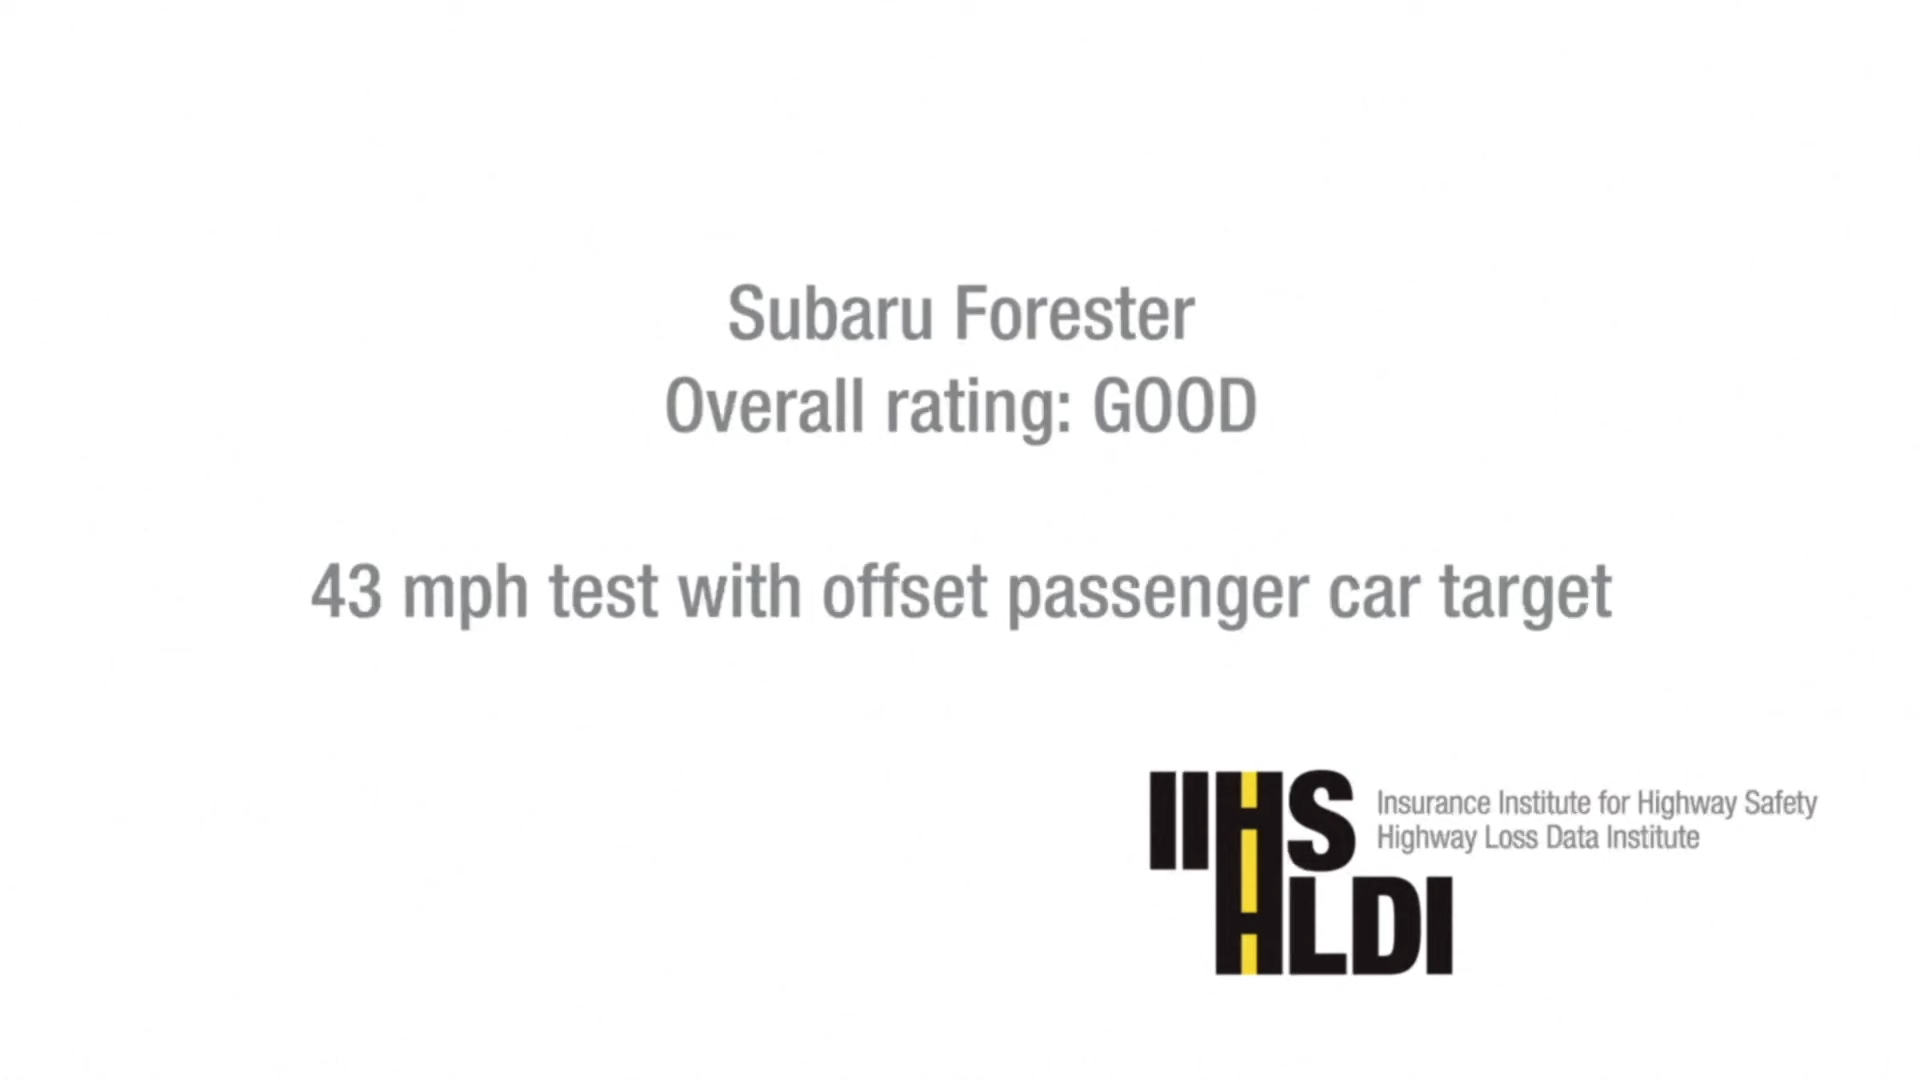 Subaru Forester
Overall rating: GOOD
43 mph test with offset passenger car target
IIHS
HLDI
Insurance Institute for Highway Safety
Highway Loss Data Institute